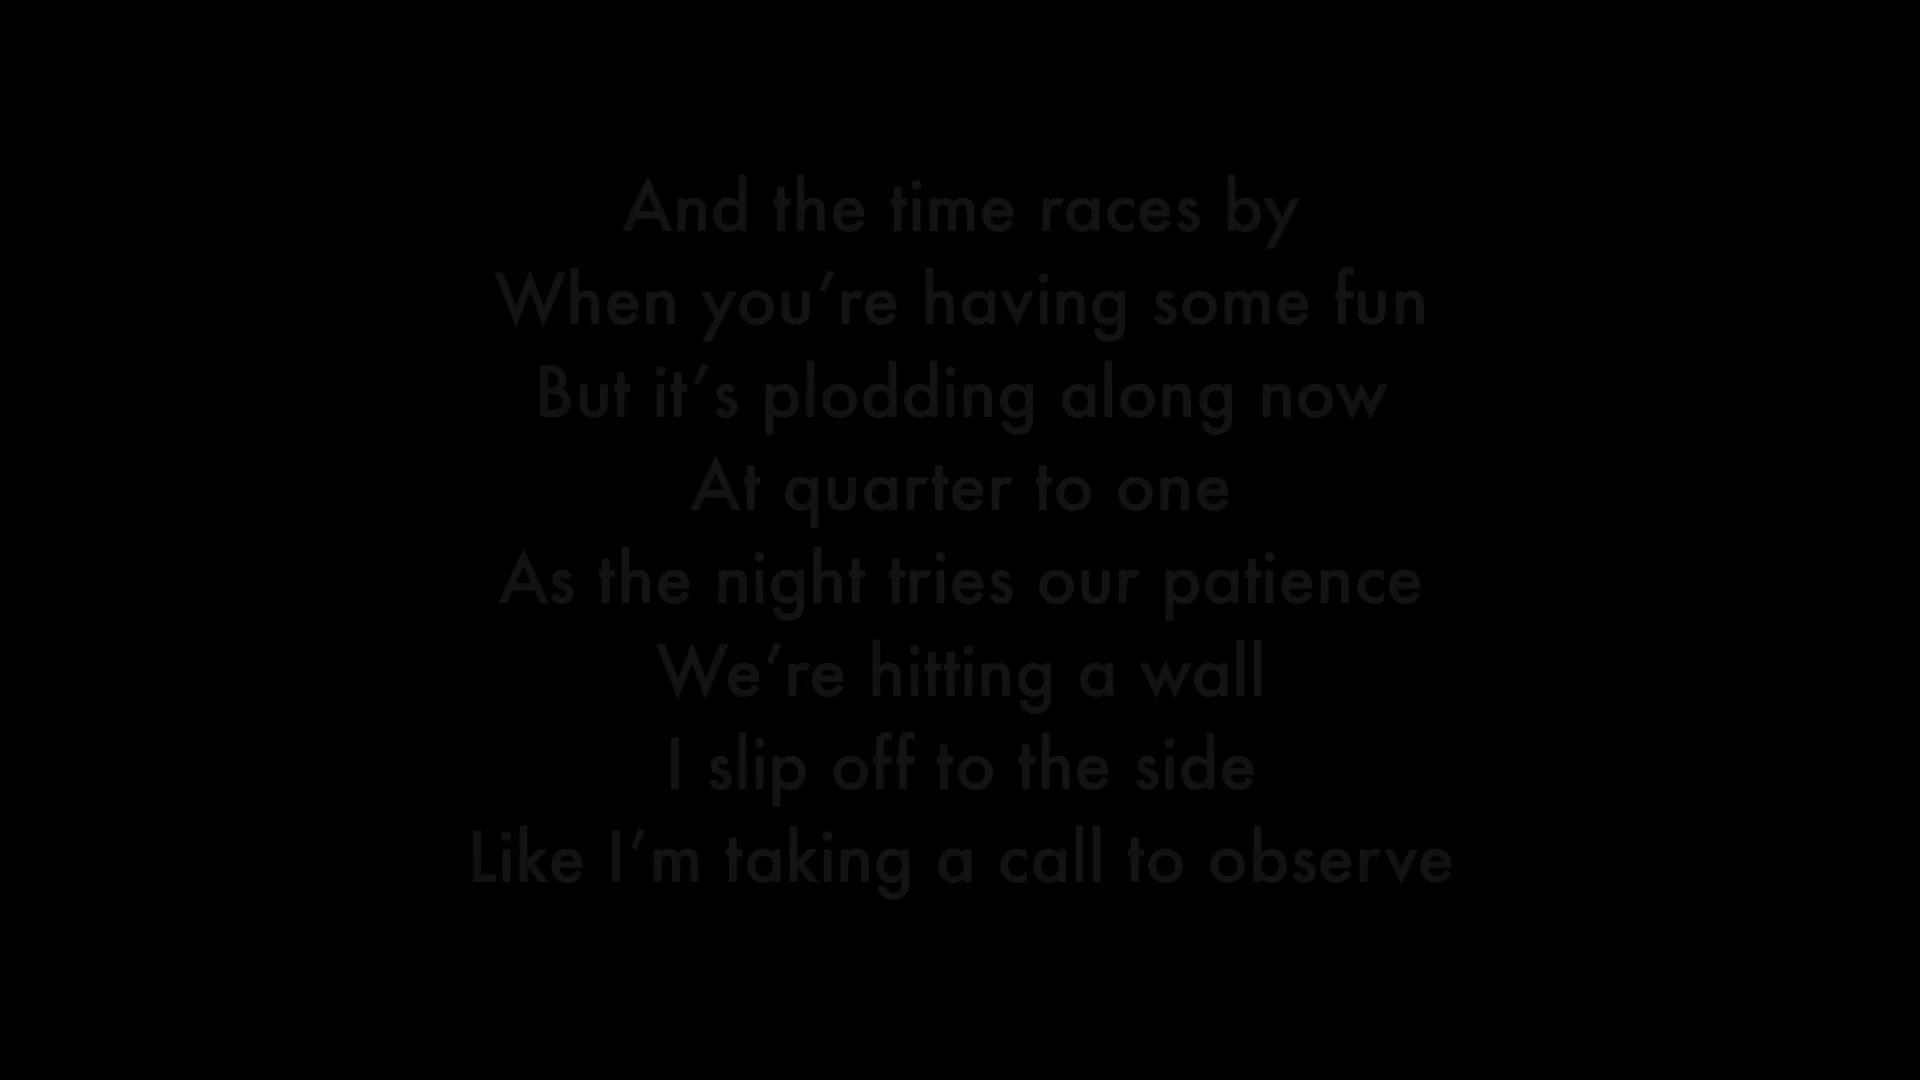 And the time races by
When you’re having some fun
But it’s plodding along now
At quarter to one
As the night tries our patience
We’re hitting a wall
I slip off to the side
Like I’m taking a call to observe